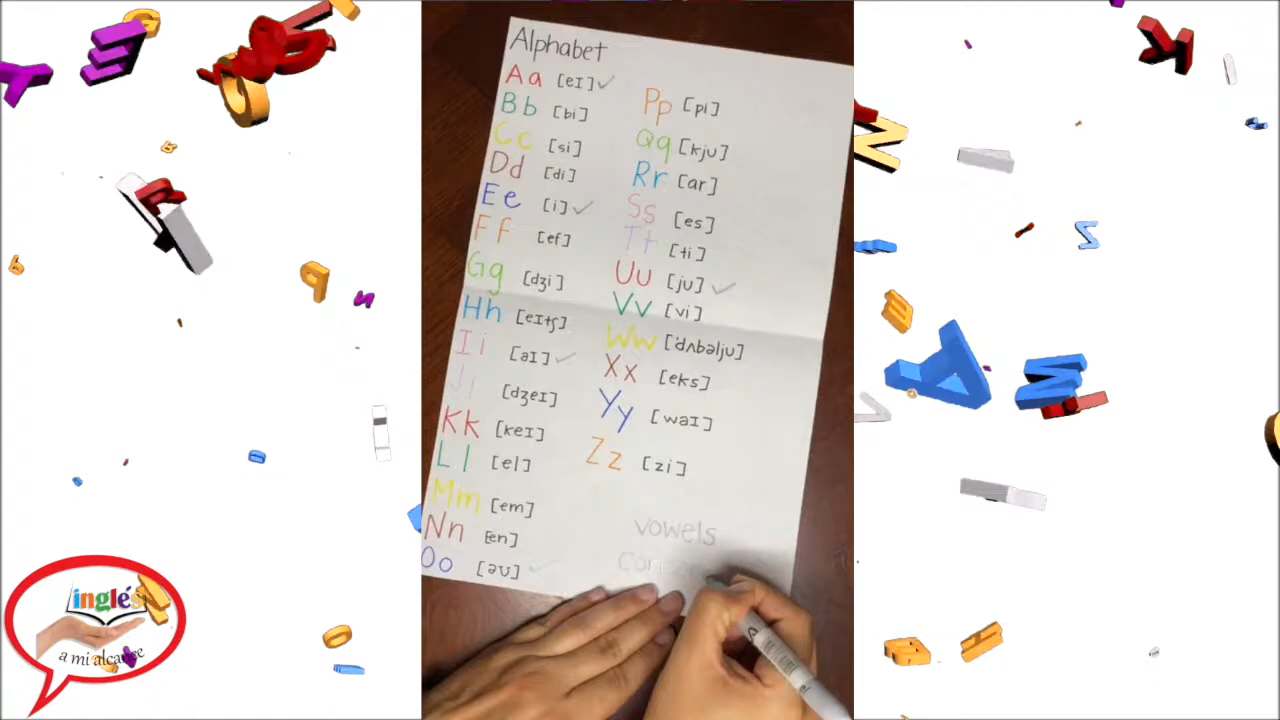 Alphabet
Aa [eɪ] ✓
Bb [bi]
Cc [si]
Dd [di]
Ee [i] ✓
Ff [ef]
Gg [dʒi]
Hh [eɪtʃ]
Ii [aɪ] ✓
Jj [dʒeɪ]
Kk [keɪ]
Ll [el]
Mm [em]
Nn [en]
Oo [əʊ] ✓
Pp [pi]
Qq [kju]
Rr [ar]
Ss [es]
Tt [ti]
Uu [ju] ✓
Vv [vi]
Ww ['dʌbəlju]
Xx [eks]
Yy [waɪ]
Zz [zi]
vowels
inglés
a mi alcance